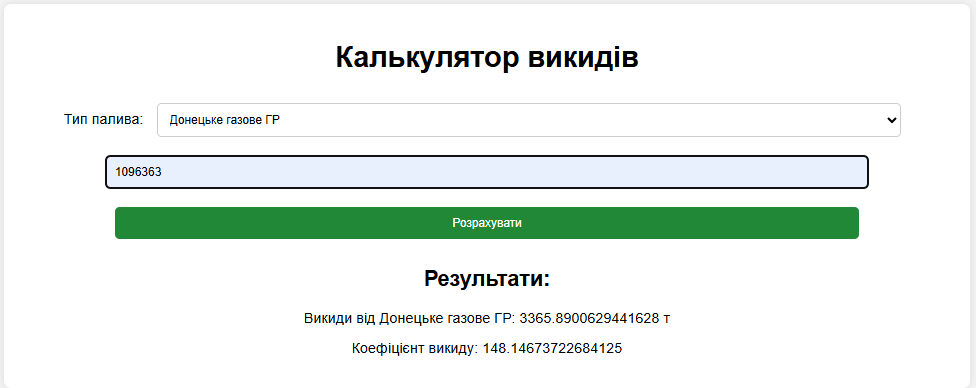 Калькулятор викидів
Тип палива: Донецьке газове ГР
1096363
Розрахувати
Результати:
Викиди від Донецьке газове ГР: 3365.8900629441628 т
Коефіцієнт викиду: 148.14673722684125